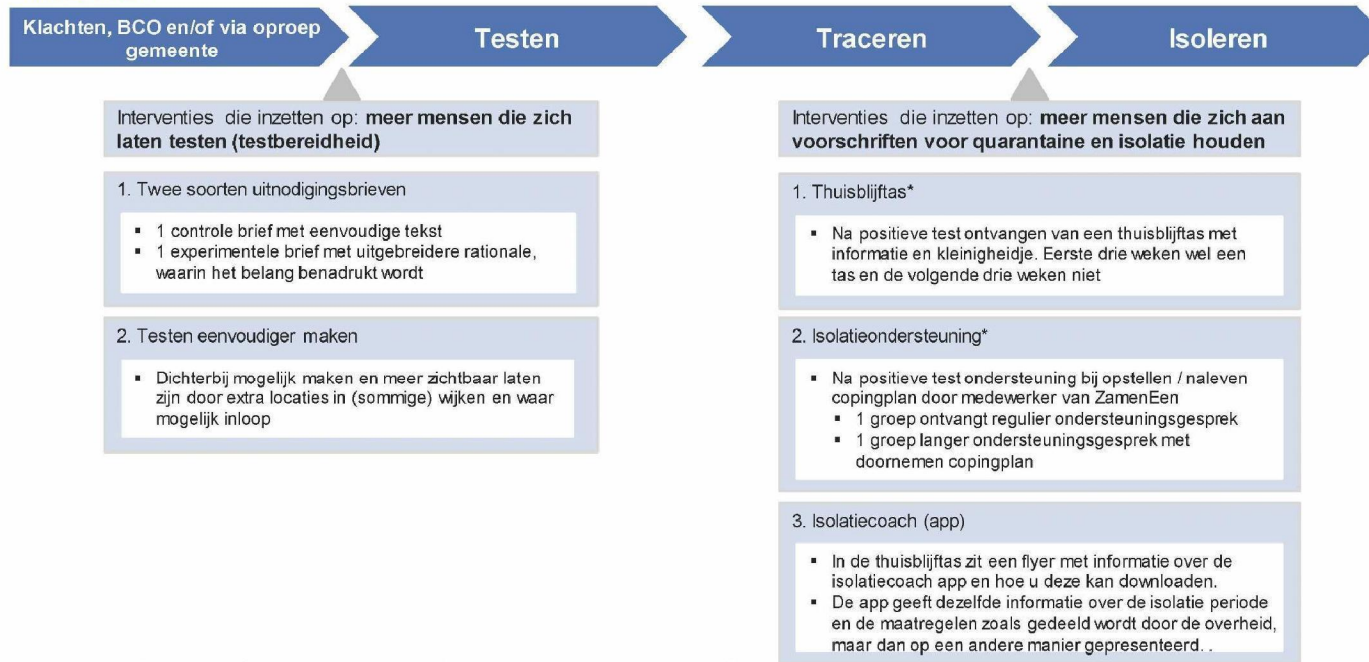 Klachten, BCO en/of via oproep
gemeente
Testen
Traceren
Isoleren
Interventies die inzetten op: meer mensen die zich
laten testen (testbereidheid)
1. Twee soorten uitnodigingsbrieven
▪ 1 controle brief met eenvoudige tekst
▪ 1 experimentele brief met uitgebreidere rationale,
waarin het belang benadrukt wordt
2. Testen eenvoudiger maken
▪ Dichterbij mogelijk maken en meer zichtbaar laten
zijn door extra locaties in (sommige) wijken en waar
mogelijk inloop
Interventies die inzetten op: meer mensen die zich aan
voorschriften voor quarantaine en isolatie houden
1. Thuisblijftas*
▪ Na positieve test ontvangen van een thuisblijftas met
informatie en kleinigheidje. Eerste drie weken wel een
tas en de volgende drie weken niet
2. Isolatieondersteuning*
▪ Na positieve test ondersteuning bij opstellen / naleven
copingplan door medewerker van ZamenEen
▪ 1 groep ontvangt regulier ondersteuningsgesprek
▪ 1 groep langer ondersteuningsgesprek met
doornemen copingplan
3. Isolatiecoach (app)
▪ In de thuisblijftas zit een flyer met informatie over de
isolatiecoach app en hoe u deze kan downloaden.
▪ De app geeft dezelfde informatie over de isolatie periode
en de maatregelen zoals gedeeld wordt door de overheid,
maar dan op een andere manier gepresenteerd. .